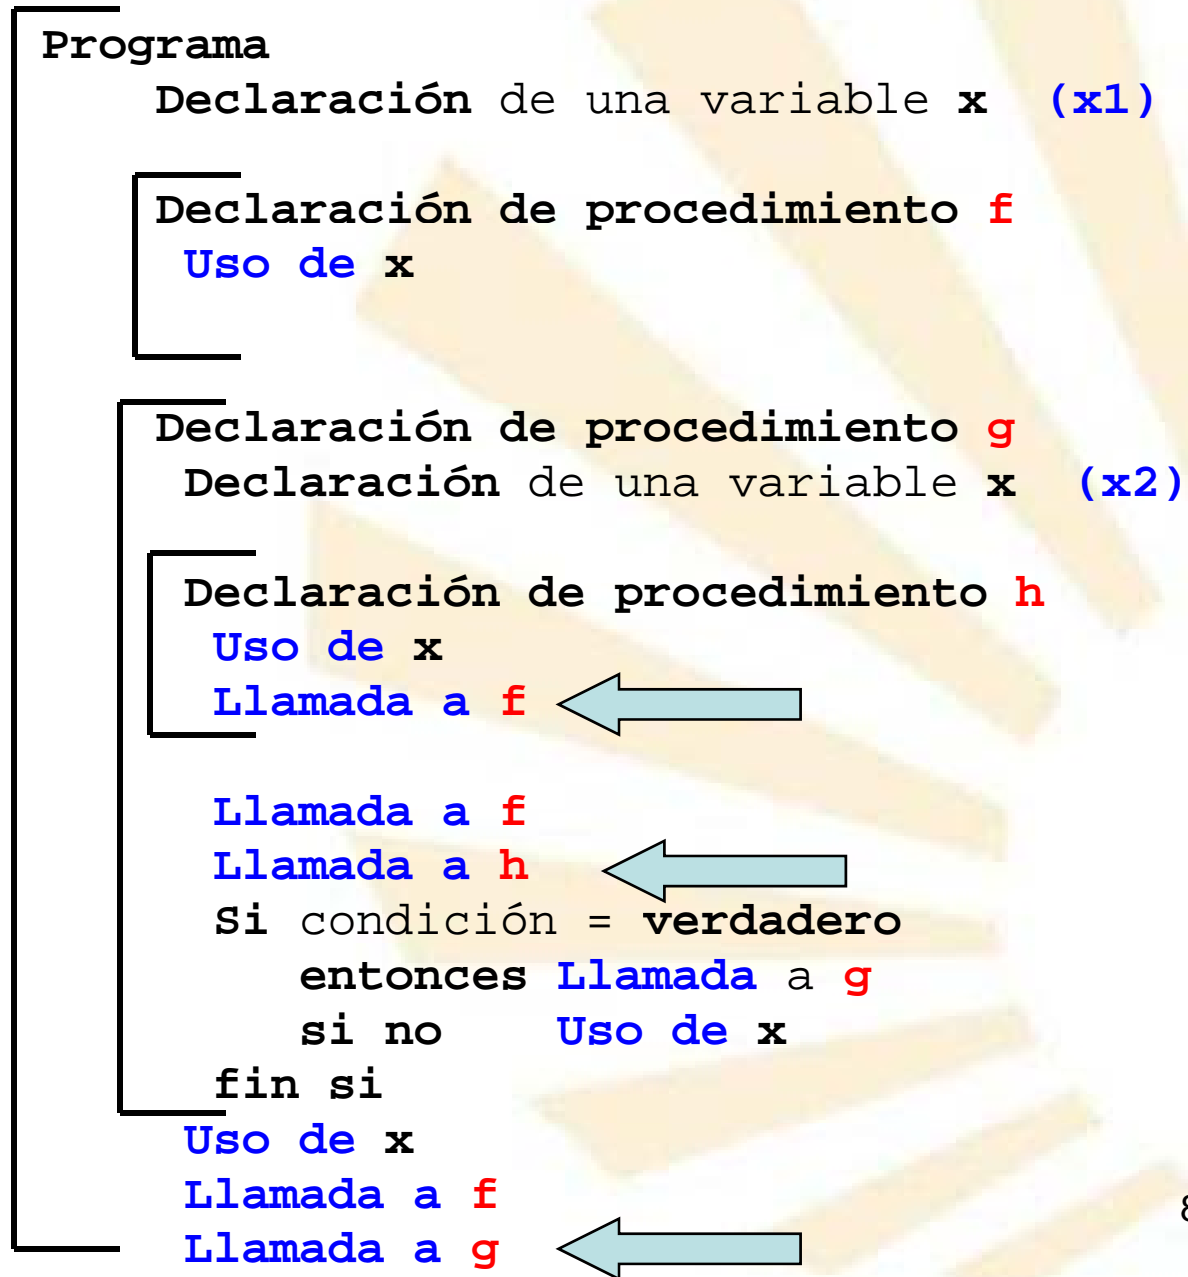 Programa
Declaración de una variable x (x1)
Declaración de procedimiento f
Uso de x
Declaración de procedimiento g
Declaración de una variable x (x2)
Declaración de procedimiento h
Uso de x
Llamada a f
Llamada a f
Llamada a h
Si condición = verdadero
entonces Llamada a g
si no Uso de x
fin si
Uso de x
Llamada a f
Llamada a g